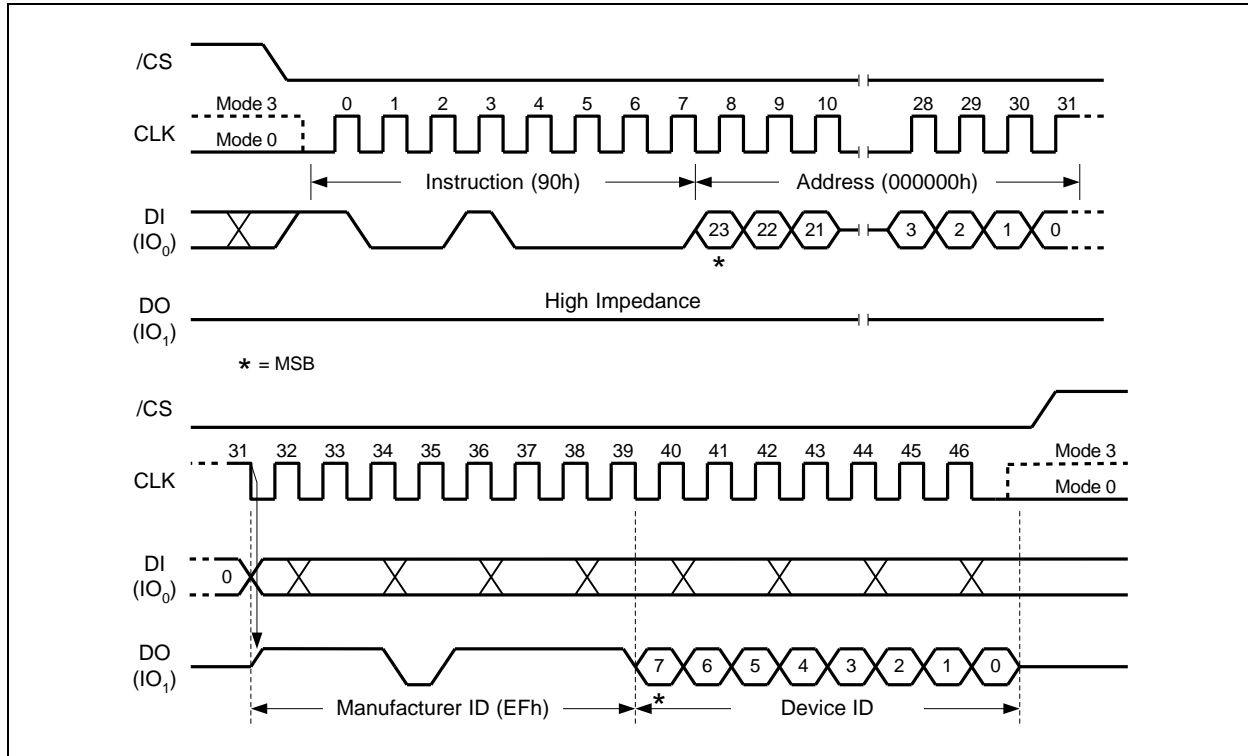 /CS
Mode 3 0 1 2 3 4 5 6 7 8 9 10 28 29 30 31
CLK
Mode 0
Instruction (90h) Address (000000h)
DI
(IO0) 23 22 21 3 2 1 0
*
High Impedance
DO
(IO1)
* = MSB
/CS
31 32 33 34 35 36 37 38 39 40 41 42 43 44 45 46
Mode 3
CLK
Mode 0
DI
(IO0) 0
DO
(IO1) 7 6 5 4 3 2 1 0
*
Manufacturer ID (EFh) Device ID